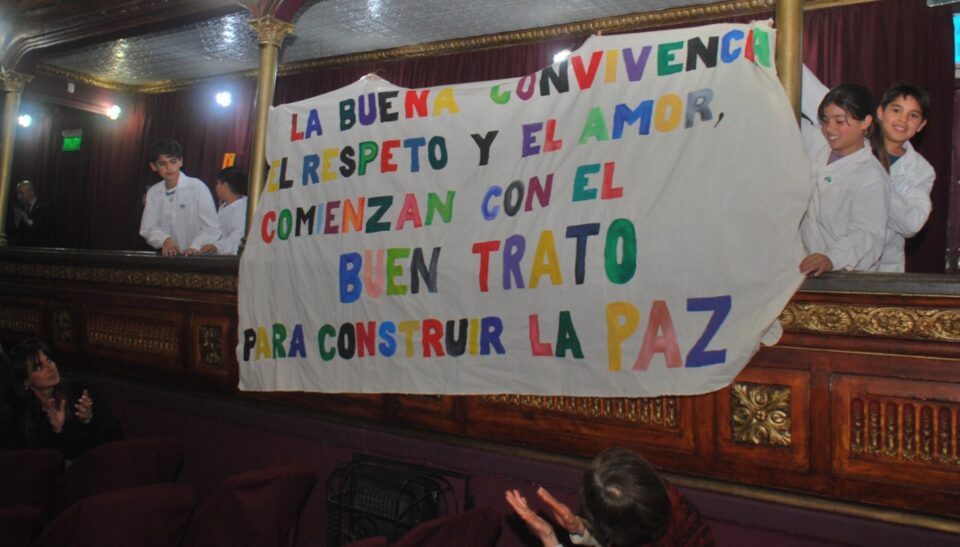 LA BUENA CONVIVENCIA
EL RESPETO Y EL AMOR,
COMIENZAN CON EL
BUEN TRATO
PARA CONSTRUIR LA PAZ